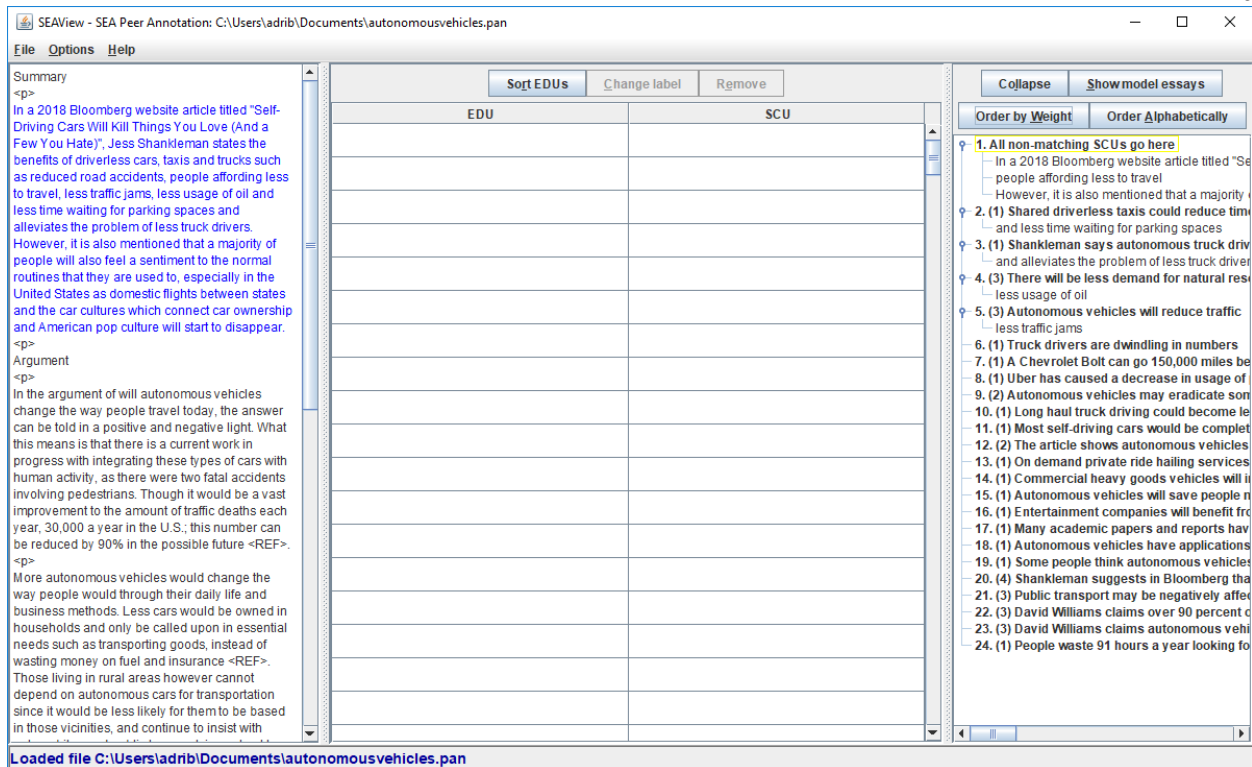 SEAView - SEA Peer Annotation: C:\Users\adrib\Documents\autonomousvehicles.pan
File Options Help
Summary
<p>
In a 2018 Bloomberg website article titled "Self-
Driving Cars Will Kill Things You Love (And a
Few You Hate)", Jess Shankleman states the
benefits of driverless cars, taxis and trucks such
as reduced road accidents, people affording less
to travel, less traffic jams, less usage of oil and
less time waiting for parking spaces and
alleviates the problem of less truck drivers.
However, it is also mentioned that a majority of
people will also feel a sentiment to the normal
routines that they are used to, especially in the
United States as domestic flights between states
and the car cultures which connect car ownership
and American pop culture will start to disappear.
<p>
Argument
<p>
In the argument of will autonomous vehicles
change the way people travel today, the answer
can be told in a positive and negative light. What
this means is that there is a current work in
progress with integrating these types of cars with
human activity, as there were two fatal accidents
involving pedestrians. Though it would be a vast
improvement to the amount of traffic deaths each
year, 30,000 a year in the U.S.; this number can
be reduced by 90% in the possible future <REF>.
<p>
More autonomous vehicles would change the
way people would through their daily life and
business methods. Less cars would be owned in
households and only be called upon in essential
needs such as transporting goods, instead of
wasting money on fuel and insurance <REF>.
Those living in rural areas however cannot
depend on autonomous cars for transportation
since it would be less likely for them to be based
in those vicinities, and continue to insist with
Sort EDUs Change label Remove
EDU SCU
Collapse Show model essays
Order by Weight Order Alphabetically
1. All non-matching SCUs go here
In a 2018 Bloomberg website article titled "Se
people affording less to travel
However, it is also mentioned that a majority
2. (1) Shared driverless taxis could reduce time
and less time waiting for parking spaces
3. (1) Shankleman says autonomous truck driv
and alleviates the problem of less truck driver
4. (3) There will be less demand for natural res
less usage of oil
5. (3) Autonomous vehicles will reduce traffic
less traffic jams
6. (1) Truck drivers are dwindling in numbers
7. (1) A Chevrolet Bolt can go 150,000 miles be
8. (1) Uber has caused a decrease in usage of
9. (2) Autonomous vehicles may eradicate som
10. (1) Long haul truck driving could become le
11. (1) Most self-driving cars would be complet
12. (2) The article shows autonomous vehicles
13. (1) On demand private ride hailing services
14. (1) Commercial heavy goods vehicles will i
15. (1) Autonomous vehicles will save people m
16. (1) Entertainment companies will benefit fro
17. (1) Many academic papers and reports hav
18. (1) Autonomous vehicles have applications
19. (1) Some people think autonomous vehicles
20. (4) Shankleman suggests in Bloomberg tha
21. (3) Public transport may be negatively affec
22. (3) David Williams claims over 90 percent o
23. (3) David Williams claims autonomous vehi
24. (1) People waste 91 hours a year looking fo
Loaded file C:\Users\adrib\Documents\autonomousvehicles.pan